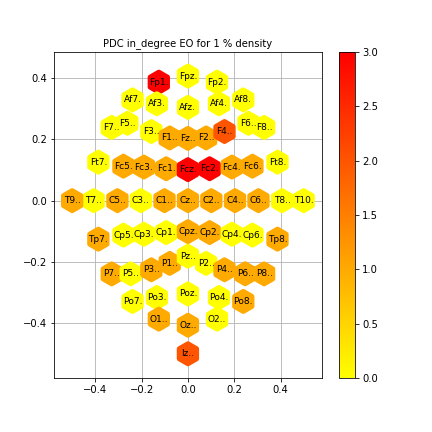 PDC in_degree EO for 1 % density
Fp1. Fpz. Fp2.
Af7. Af3. Afz. Af4. Af8.
F7.. F5.. F3.. F1.. Fz.. F2.. F4.. F6.. F8..
Ft7. Fc5. Fc3. Fc1. Fcz. Fc2. Fc4. Fc6. Ft8.
T9.. T7.. C5.. C3.. C1.. Cz.. C2.. C4.. C6.. T8.. T10.
Tp7. Cp5. Cp3. Cp1. Cpz. Cp2. Cp4. Cp6. Tp8.
P7.. P5.. P3.. P1.. Pz.. P2.. P4.. P6.. P8..
Po7. Po3. Poz. Po4. Po8.
O1.. Oz.. O2..
Iz..
0.4
0.2
0.0
−0.2
−0.4
−0.4 −0.2 0.0 0.2 0.4
3.0
2.5
2.0
1.5
1.0
0.5
0.0